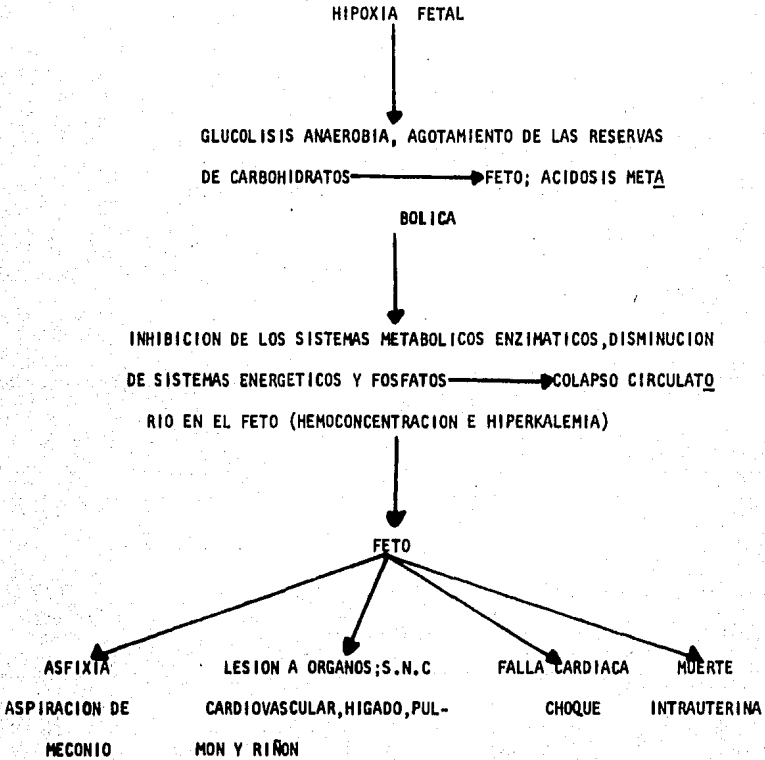 HIPOXIA FETAL
GLUCOLISIS ANAEROBIA, AGOTAMIENTO DE LAS RESERVAS
DE CARBOHIDRATOS FETO; ACIDOSIS META
BOLICA
INHIBICION DE LOS SISTEMAS METABOLICOS ENZIMATICOS,DISMINUCION
DE SISTEMAS ENERGETICOS Y FOSFATOS COLAPSO CIRCULATO
RIO EN EL FETO (HEMOCONCENTRACION E HIPERKALEMIA)
FETO
ASFIXIA LESION A ORGANOS;S.N.C FALLA CARDIACA MUERTE
ASPIRACION DE CARDIOVASCULAR,HIGADO,PUL- CHOQUE INTRAUTERINA
MECONIO MON Y RIÑON